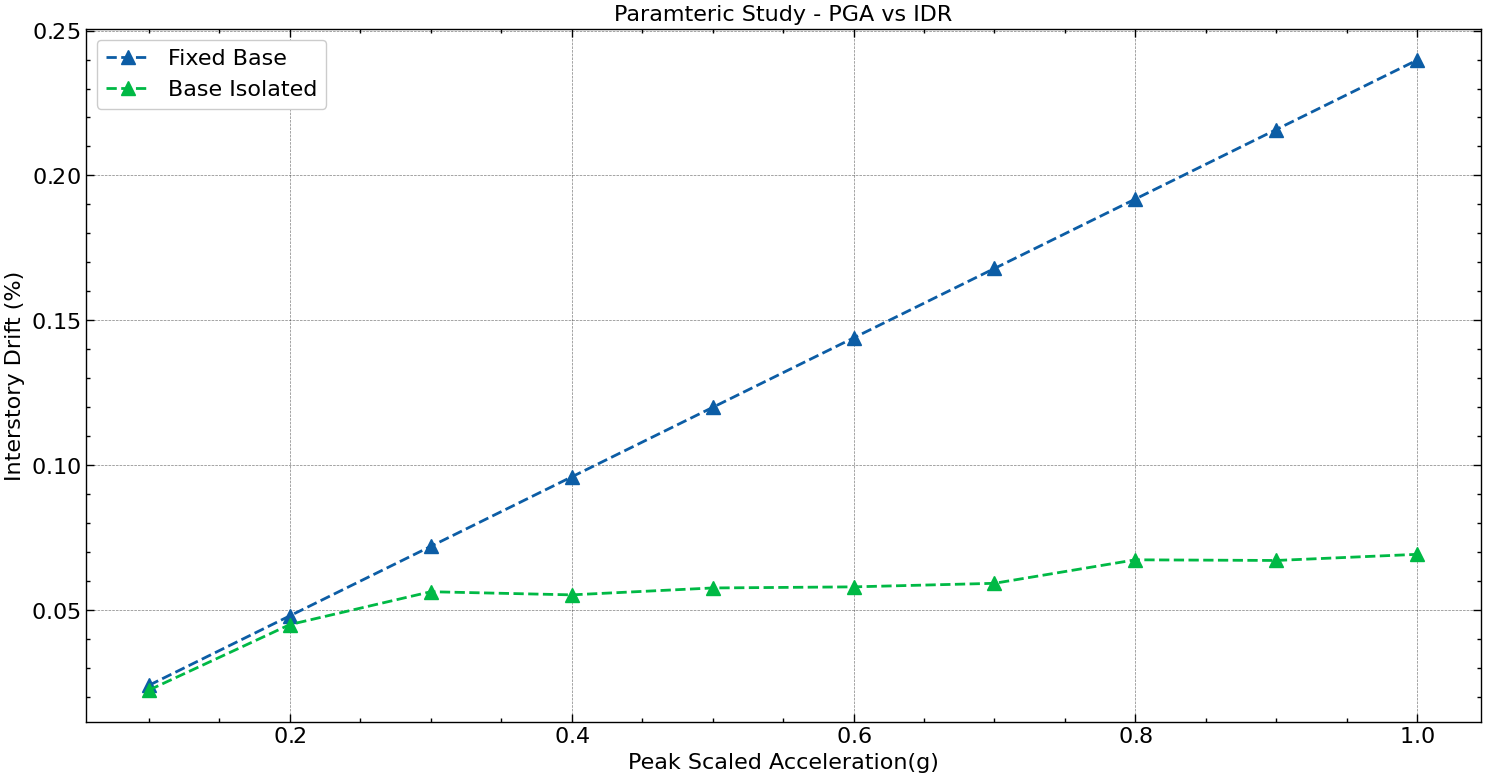 Paramteric Study - PGA vs IDR
Fixed Base
Base Isolated
0.25
0.20
0.15
0.10
0.05
Interstory Drift (%)
0.2 0.4 0.6 0.8 1.0
Peak Scaled Acceleration(g)